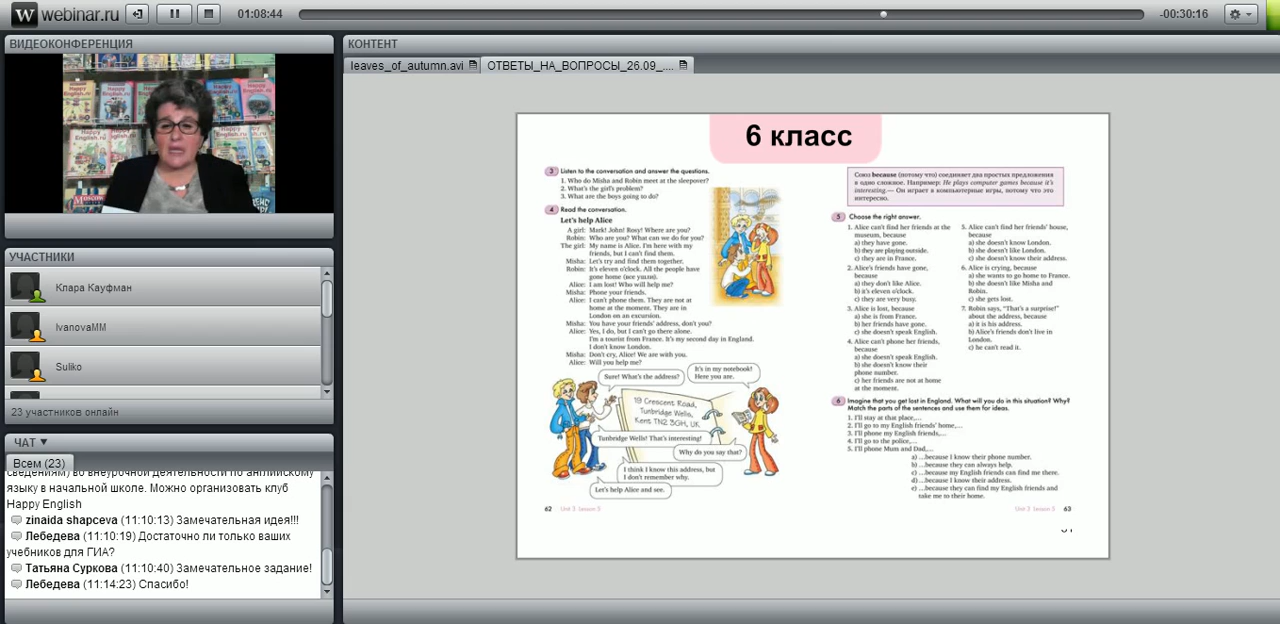 webinar.ru
01:08:44
-00:30:16
ВИДЕОКОНФЕРЕНЦИЯ
УЧАСТНИКИ
Клара Кауфман
IvanovaMM
Suliko
23 участников онлайн
ЧАТ
Всем (23)
языку в начальной школе. Можно
Happy English
zinaida shapceva (11:10:13) Замечательная идея!!!
Лебедева (11:10:19) Достаточно ли только ваших
учебников для ГИА?
Татьяна Суркова (11:10:40) Замечательное задание!
Лебедева (11:14:23) Спасибо!
КОНТЕНТ
leaves_of_autumn.avi
ОТВЕТЫ_НА_ВОПРОСЫ_26.09_....
6 класс
3 Listen to the conversation and answer the questions.
1. Who do Misha and Robin meet at the sleepover?
2. What's the girl's problem?
3. What are the boys going to do?
4 Read the conversation.
Let's help Alice
A girl: Mark! John! Rosy! Where are you?
Robin: Who are you? What can we do for you?
The girl: My name is Alice. I'm here with my
friends, but I can't find them.
Misha: Let's try and find them together.
Robin: It's eleven o'clock. All the people have
gone home (все ушли).
Alice: I am lost! Who will help me?
Misha: Phone your friends.
Alice: I can't phone them. They are not at
home at the moment. They are in
London on an excursion.
Misha: You have your friends' address, don't you?
Alice: Yes, I do, but I can't go there alone.
I'm a tourist from France. It's my second day in England.
I don't know London.
Misha: Don't cry, Alice! We are with you.
Alice: Will you help me?
Sure! What's the address?
It's in my notebook!
Here you are.
19 Crescent Road,
Tunbridge Wells,
Kent TN2 3GH, UK
Tunbridge Wells! That's interesting!
Why do you say that?
I think I know this address, but
I don't remember why.
Let's help Alice and see.
62 Unit 3 Lesson 3
Союз because (потому что) соединяет два простых предложения
в одно сложное. Например: He plays computer games because it's
interesting.— Он играет в компьютерные игры, потому что это
интересно.
5 Choose the right answer.
1. Alice can't find her friends at the
museum, because
a) they have gone.
b) they are playing outside.
c) they are in France.
2. Alice's friends have gone,
because
a) they don't like Alice.
b) it's eleven o'clock.
c) they are very busy.
3. Alice is lost, because
a) she is from France.
b) her friends have gone.
c) she doesn't speak English.
4. Alice can't phone her friends,
because
a) she doesn't speak English.
b) she doesn't know their
phone number.
c) her friends are not at home
at the moment.
5. Alice can't find her friends' house,
because
a) she doesn't know London.
b) she doesn't like London.
c) she doesn't know their address.
6. Alice is crying, because
a) she wants to go home to France.
b) she doesn't like Misha and
Robin.
c) she gets lost.
7. Robin says, "That's a surprise!"
about the address, because
a) it is his address.
b) Alice's friends don't live in
London.
c) he can't read it.
6 Imagine that you get lost in England. What will you do in this situation? Why?
Match the parts of the sentences and use them for ideas.
1. I'll stay at that place,...
2. I'll go to my English friends' home,...
3. I'll phone my English friends,...
4. I'll go to the police,...
5. I'll phone Mum and Dad,...
a) ...because I know their phone number.
b) ...because they can always help.
c) ...because my English friends can find me there.
d) ...because I know their address.
e) ...because they can find my English friends and
take me to their home.
Unit 3 Lesson 3 63